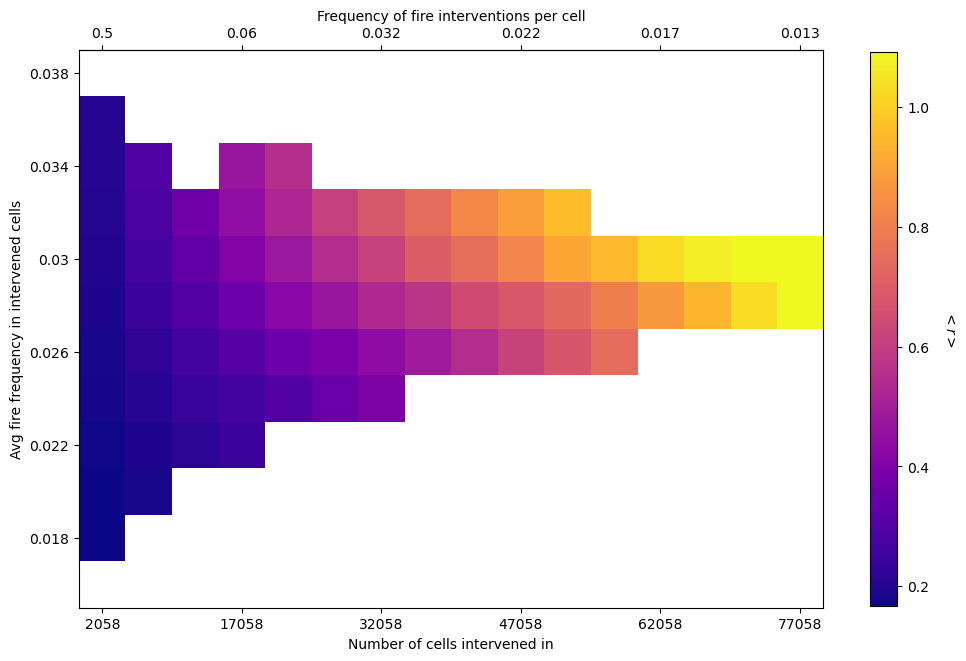 Frequency of fire interventions per cell
0.5 0.06 0.032 0.022 0.017 0.013
Avg fire frequency in intervened cells
0.038
0.034
0.03
0.026
0.022
0.018
2058 17058 32058 47058 62058 77058
Number of cells intervened in
1.0
0.8
0.6
0.4
0.2
< r >